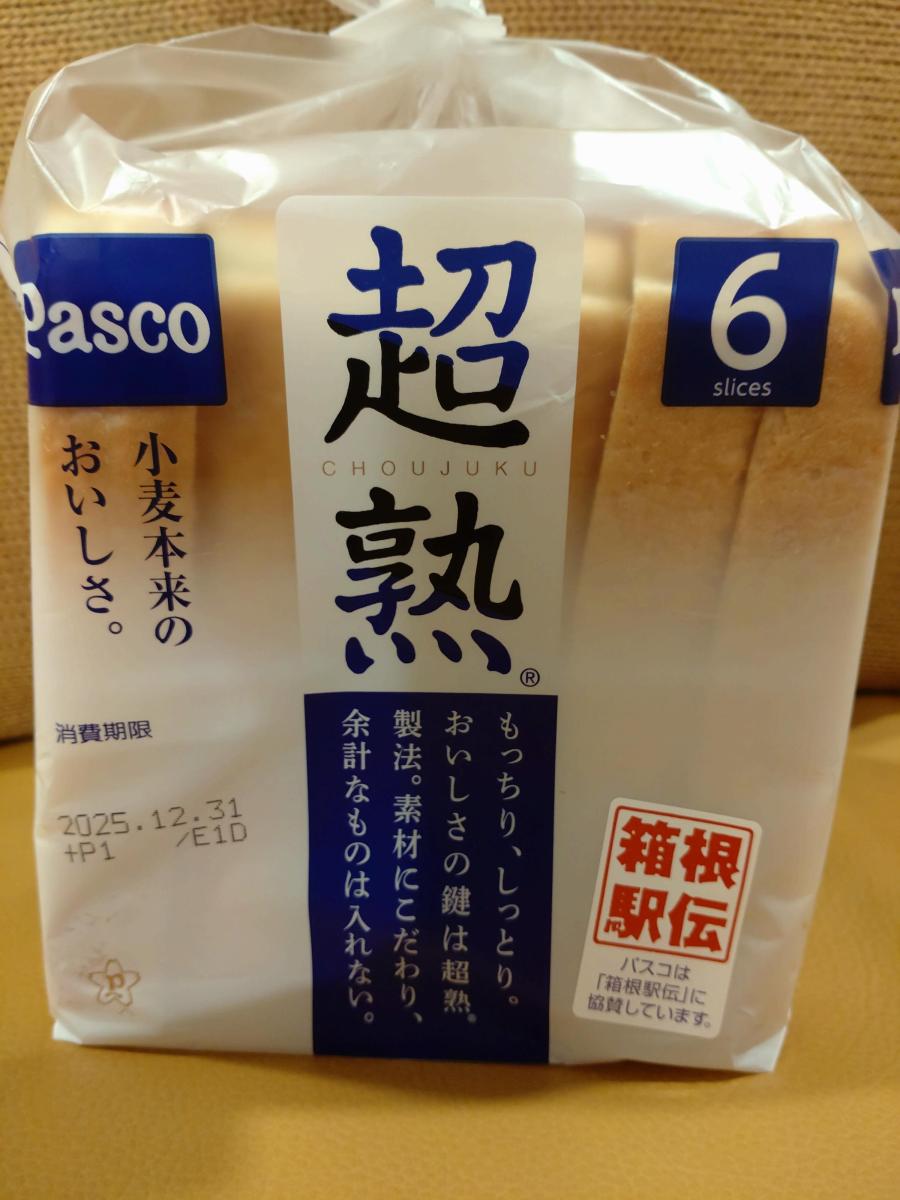 Pasco
超熟
CHOUJUKU
®
6
slices
小麦本来の
おいしさ。
消費期限
2025.12.31
+P1 /E1D
もっちり、しっとり。
おいしさの鍵は超熟。
製法。素材にこだわり、
余計なものは入れない。
箱根
駅伝
パスコは
「箱根駅伝」に
協賛しています。